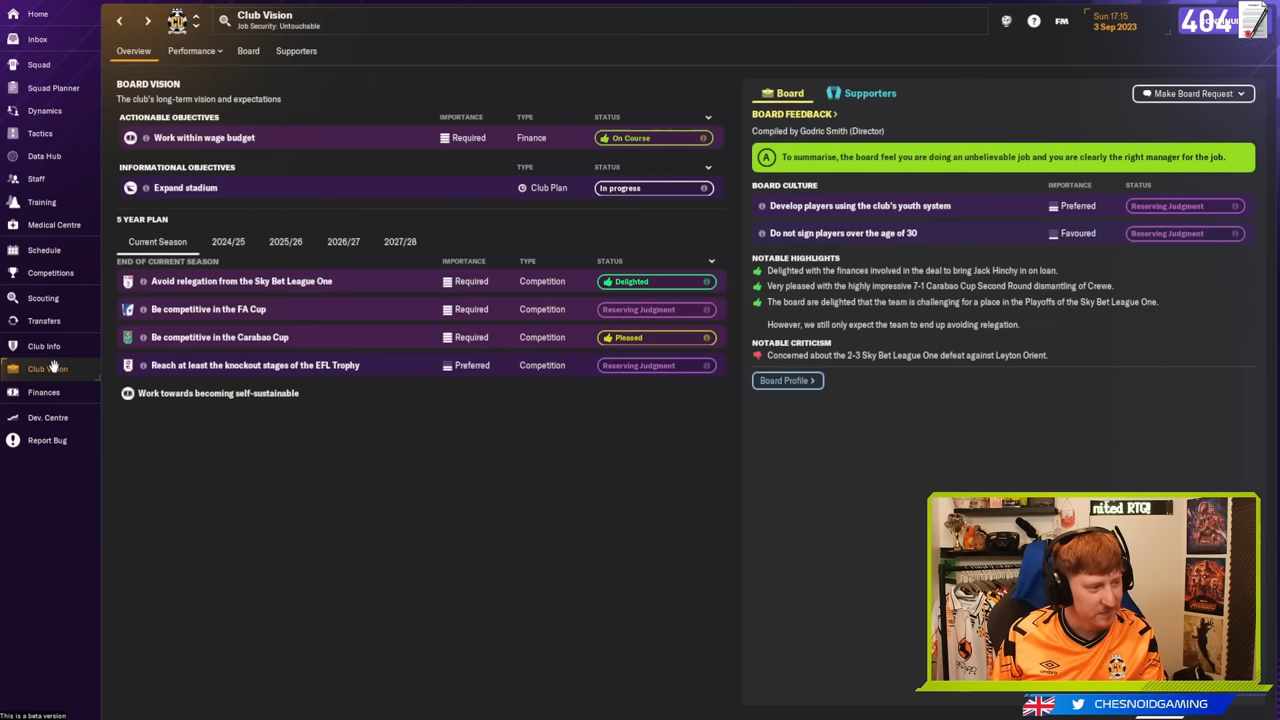 Home
Inbox
Squad
Squad Planner
Dynamics
Tactics
Data Hub
Staff
Training
Medical Centre
Schedule
Competitions
Scouting
Transfers
Club Info
Club Vision
Finances
Dev. Centre
Report Bug
This is a beta version
Club Vision
Job Security: Untouchable
FM
Sun 17:15
3 Sep 2023
404
Overview
Performance
Board
Supporters
BOARD VISION
The club's long-term vision and expectations
ACTIONABLE OBJECTIVES IMPORTANCE TYPE STATUS
Work within wage budget Required Finance On Course
INFORMATIONAL OBJECTIVES TYPE STATUS
Expand stadium Club Plan In progress
5 YEAR PLAN
Current Season 2024/25 2025/26 2026/27 2027/28
END OF CURRENT SEASON IMPORTANCE TYPE STATUS
Avoid relegation from the Sky Bet League One Required Competition Delighted
Be competitive in the FA Cup Required Competition Reserving Judgment
Be competitive in the Carabao Cup Required Competition Pleased
Reach at least the knockout stages of the EFL Trophy Preferred Competition Reserving Judgment
Work towards becoming self-sustainable
Board Supporters Make Board Request
BOARD FEEDBACK
Compiled by Godric Smith (Director)
A To summarise, the board feel you are doing an unbelievable job and you are clearly the right manager for the job.
BOARD CULTURE IMPORTANCE STATUS
Develop players using the club's youth system Preferred Reserving Judgment
Do not sign players over the age of 30 Favoured Reserving Judgment
NOTABLE HIGHLIGHTS
Delighted with the finances involved in the deal to bring Jack Hinchy in on loan.
Very pleased with the highly impressive 7-1 Carabao Cup Second Round dismantling of Crewe.
The board are delighted that the team is challenging for a place in the Playoffs of the Sky Bet League One.
However, we still only expect the team to end up avoiding relegation.
NOTABLE CRITICISM
Concerned about the 2-3 Sky Bet League One defeat against Leyton Orient.
Board Profile
nited RTG!
umbro
CHESNOIDGAMING